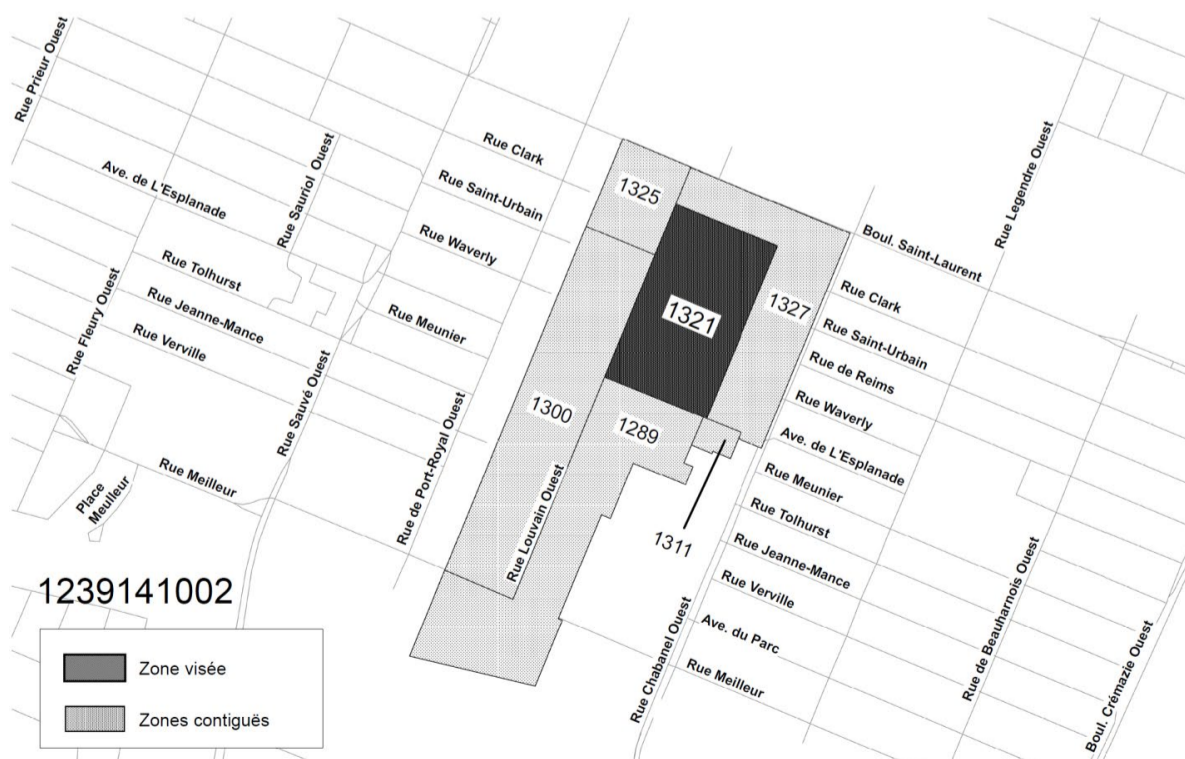 Rue Prieur Ouest
Ave. de L'Esplanade
Rue Sauriol Ouest
Rue Clark
Rue Saint-Urbain
Rue Waverly
Rue Meunier
Rue Tolhurst
Rue Jeanne-Mance
Rue Verville
Rue Fleury Ouest
Rue Sauvé Ouest
Rue de Port-Royal Ouest
Rue Meilleur
Place
Meulleur
1325
1321
1327
1300
1289
1311
Rue Louvain Ouest
Rue Legendre Ouest
Boul. Saint-Laurent
Rue Clark
Rue Saint-Urbain
Rue de Reims
Rue Waverly
Ave. de L'Esplanade
Rue Meunier
Rue Tolhurst
Rue Jeanne-Mance
Rue Verville
Ave. du Parc
Rue Meilleur
Rue Chabanel Ouest
Rue de Beauharnois Ouest
Boul. Crémazie Ouest
1239141002
Zone visée
Zones contiguës